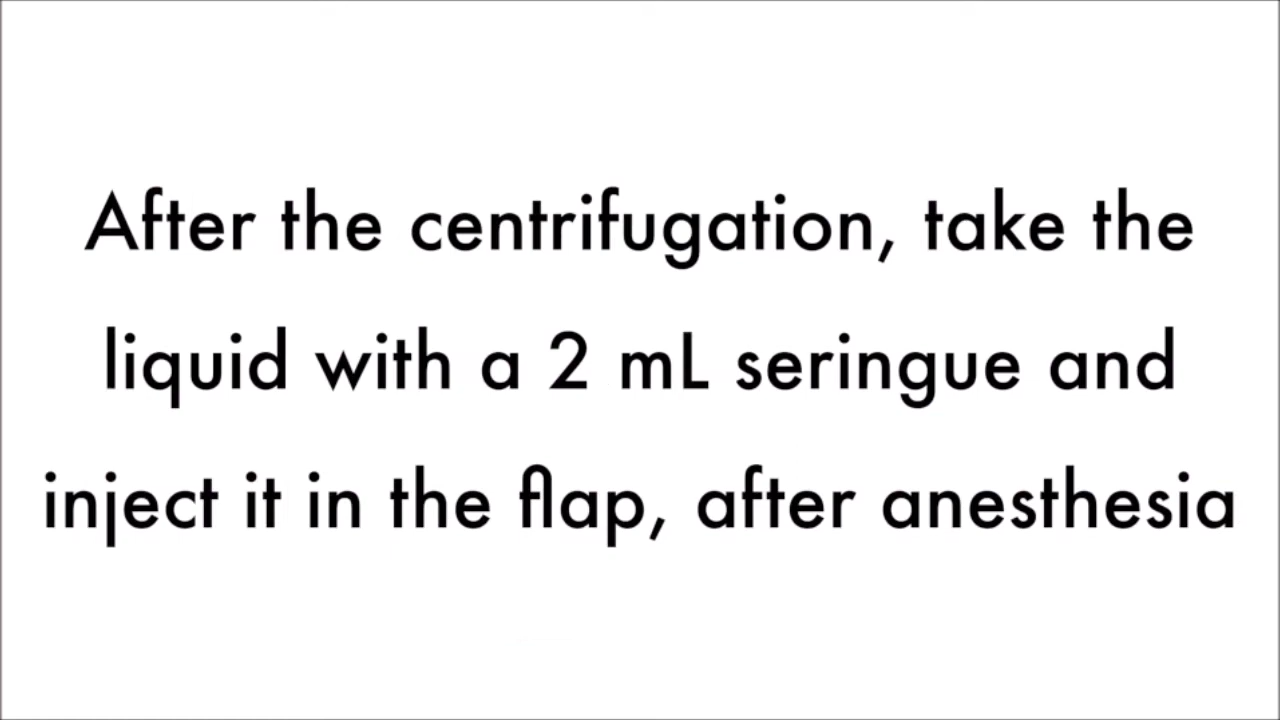 After the centrifugation, take the
liquid with a 2 mL seringue and
inject it in the flap, after anesthesia